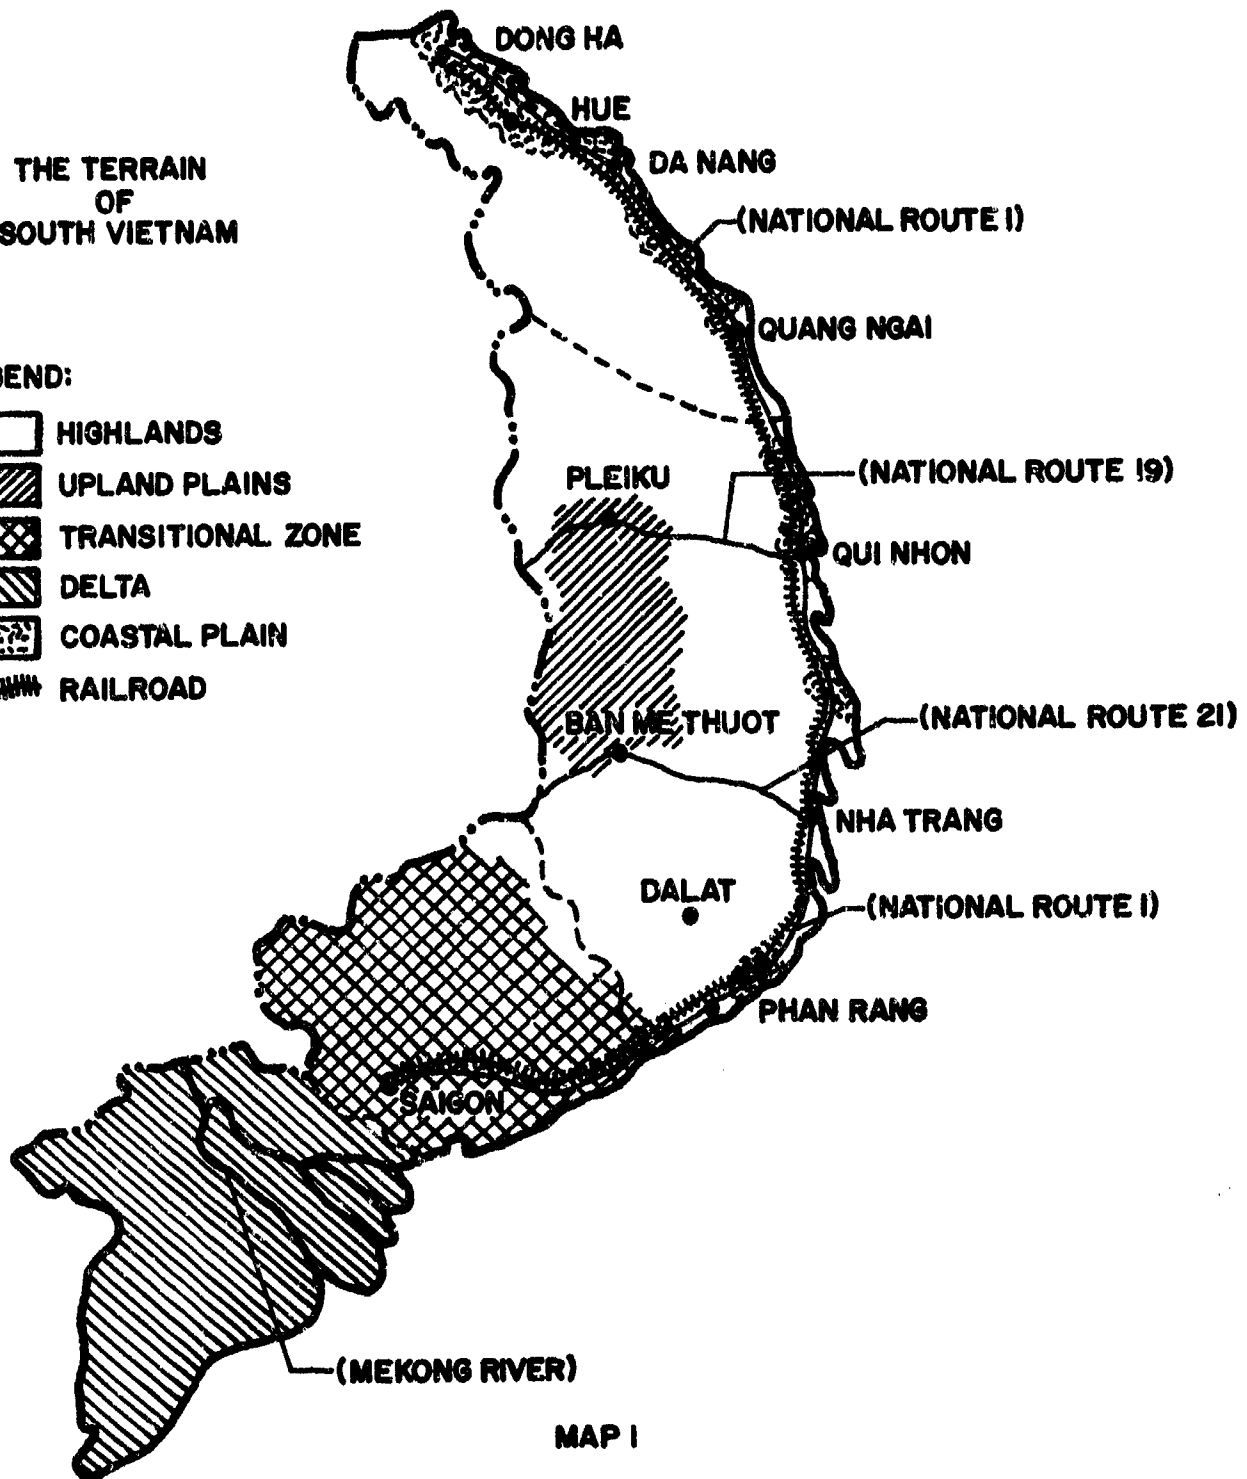 DONG HA
HUE
THE TERRAIN
OF
SOUTH VIETNAM
DA NANG
(NATIONAL ROUTE 1)
QUANG NGAI
GEND:
HIGHLANDS
UPLAND PLAINS
TRANSITIONAL ZONE
DELTA
COASTAL PLAIN
RAILROAD
PLEIKU
(NATIONAL ROUTE 19)
QUI NHON
BAN ME THUOT
(NATIONAL ROUTE 21)
NHA TRANG
DALAT
(NATIONAL ROUTE 1)
PHAN RANG
SAIGON
(MEKONG RIVER)
MAP 1